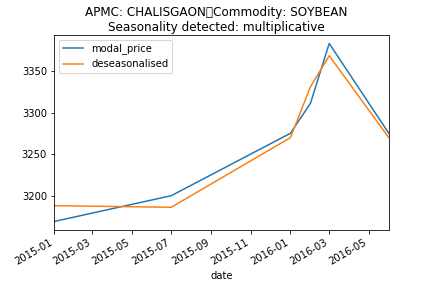 APMC: CHALISGAON▯Commodity: SOYBEAN
Seasonality detected: multiplicative
modal_price
deseasonalised
3350
3300
3250
3200
2015-01
2015-03
2015-05
2015-07
2015-09
2015-11
2016-01
2016-03
2016-05
date